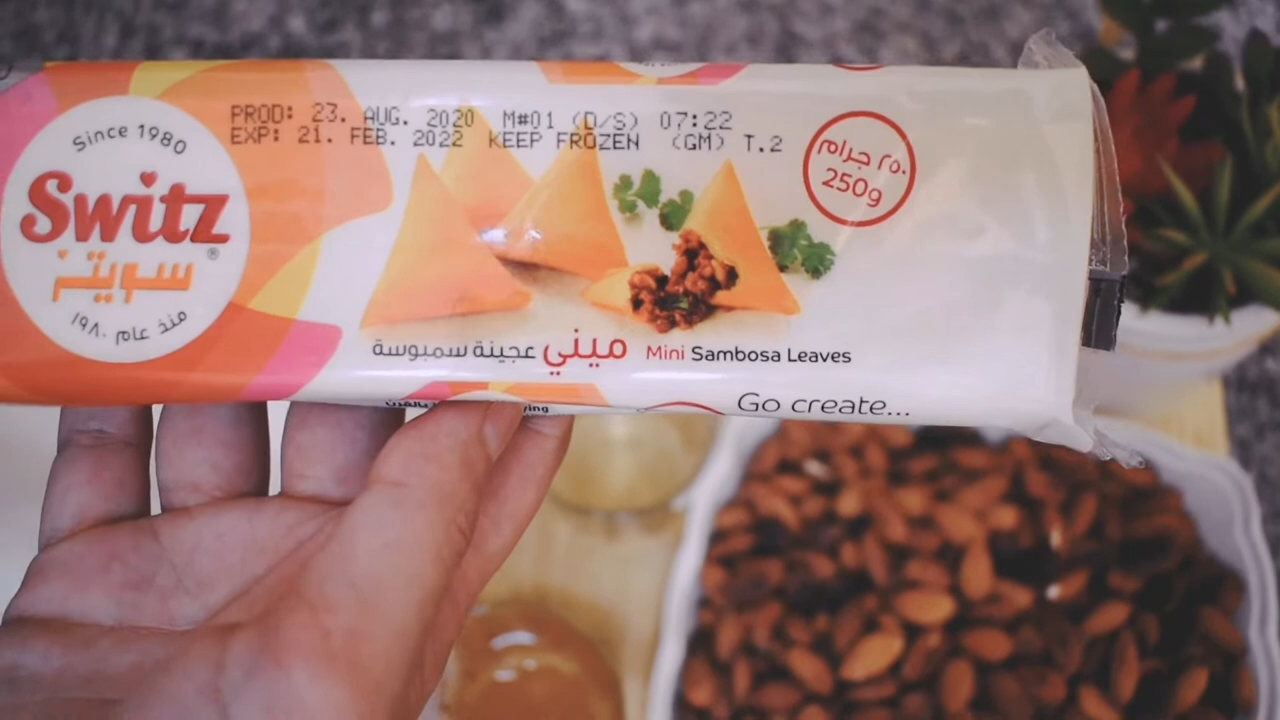 Since 1980
Switz
®
سويتز
منذ عام ١٩٨٠
PROD: 23. AUG. 2020 M#01 (D/S) 07:22
EXP: 21. FEB. 2022 KEEP FROZEN (GM) T.2
٢٥٠ جرام
250g
ميني عجينة سمبوسة Mini Sambosa Leaves
Go create...